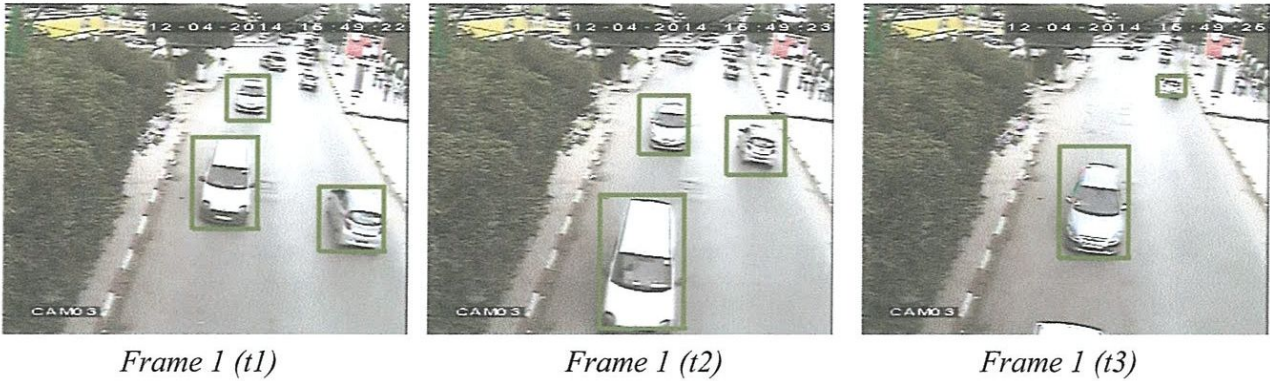 12-04-2014 16:49:22
12-04-2014 16:49:23
12-04-2014 16:49:26
CAM03
CAM03
CAM03
Frame 1 (t1)
Frame 1 (t2)
Frame 1 (t3)